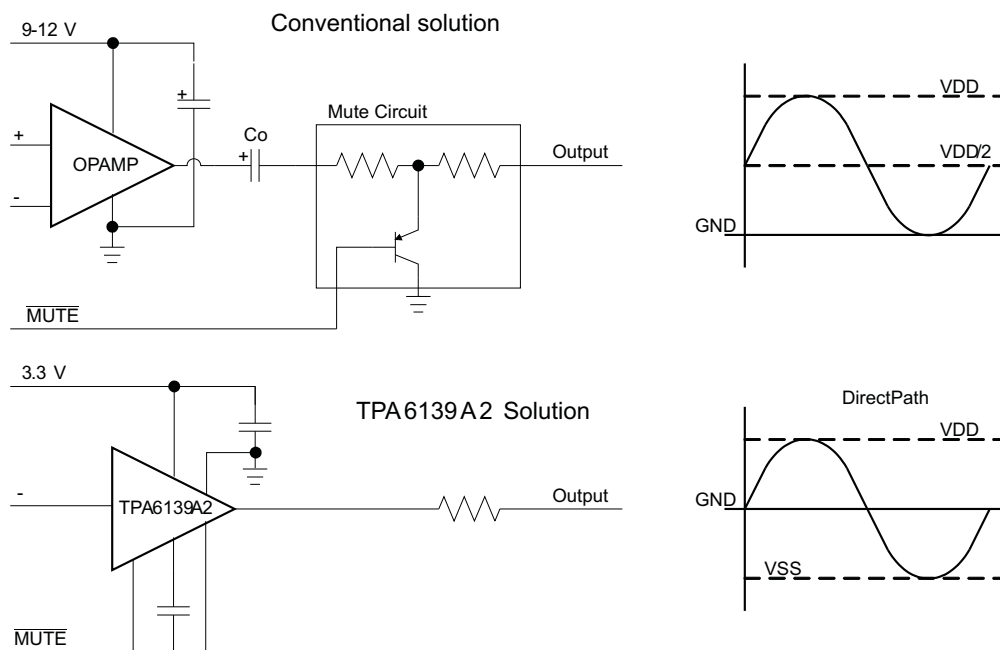 Conventional solution
9-12 V
+
+
-
OPAMP
Co
+
Mute Circuit
Output
MUTE
VDD
VDD/2
GND
3.3 V
TPA6139A2 Solution
-
TPA6139A2
Output
MUTE
DirectPath
VDD
GND
VSS